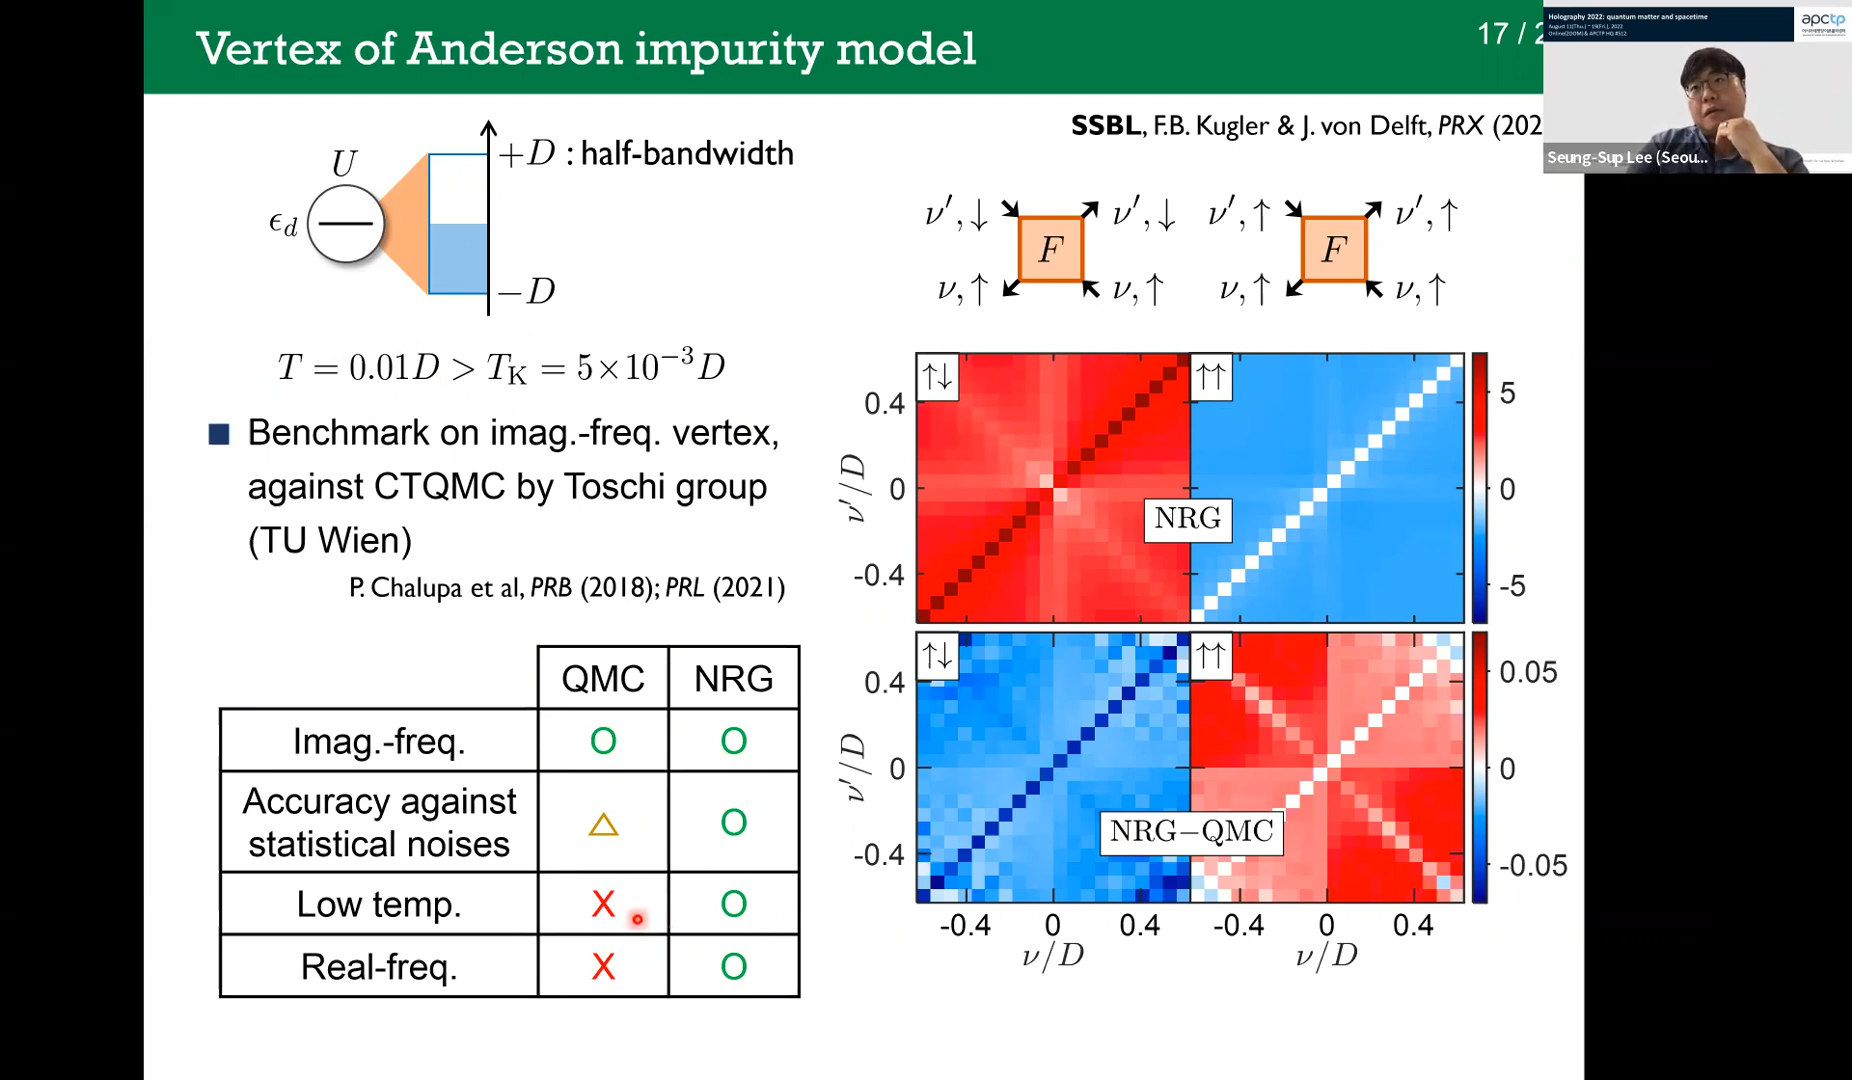 Vertex of Anderson impurity model
17 / 2
Holography 2022: quantum matter and spacetime
apctp
Seung-Sup Lee (Seou...
SSBL, F.B. Kugler & J. von Delft, PRX (202
U
ϵd
+D : half-bandwidth
−D
T = 0.01D > TK = 5×10−3D
Benchmark on imag.-freq. vertex,
against CTQMC by Toschi group
(TU Wien)
P. Chalupa et al, PRB (2018); PRL (2021)
QMC NRG
Imag.-freq. O O
Accuracy against
statistical noises △ O
Low temp. X O
Real-freq. X O
ν′,↓ ν′,↓ ν′,↑ ν′,↑
F F
ν,↑ ν,↑ ν,↑ ν,↑
↑↓ ↑↑
0.4
0
-0.4
ν′/D
NRG
5
0
-5
↑↓ ↑↑
0.4
0
-0.4
ν′/D
NRG−QMC
0.05
0
-0.05
-0.4 0 0.4 -0.4 0 0.4
ν/D ν/D